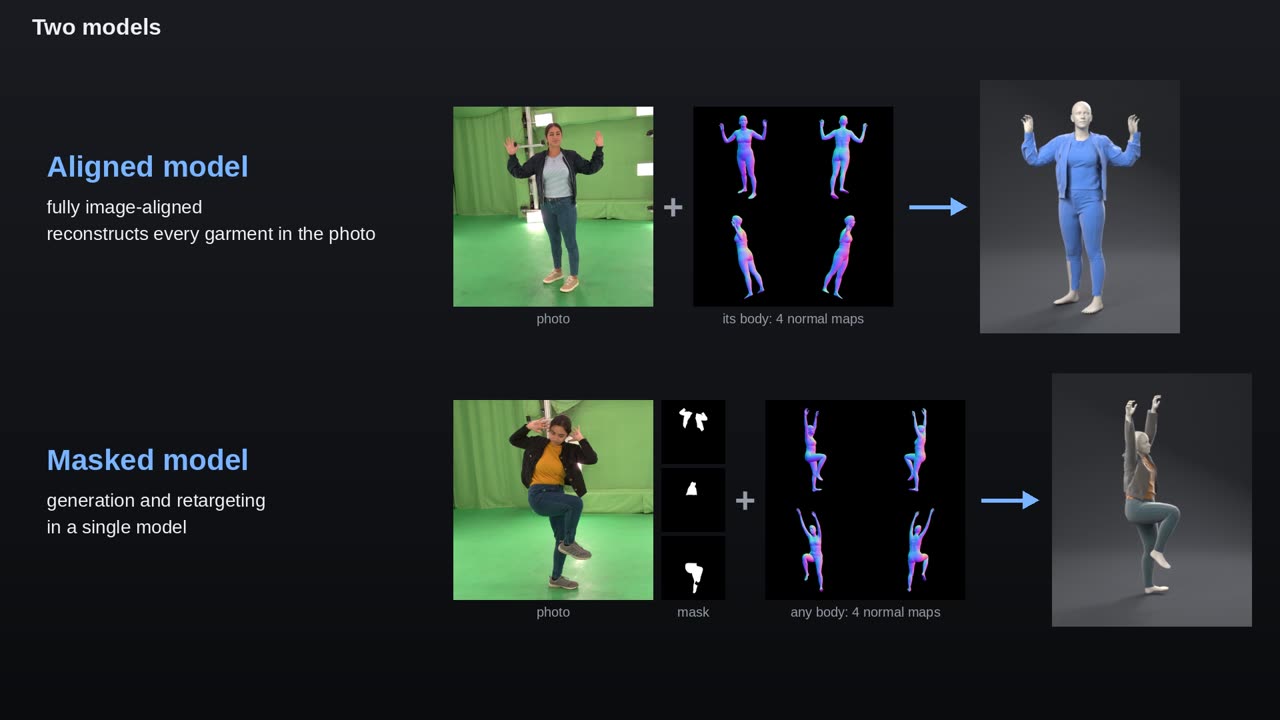 Two models
Aligned model
fully image-aligned
reconstructs every garment in the photo
+
photo
its body: 4 normal maps
Masked model
generation and retargeting
in a single model
+
photo
mask
any body: 4 normal maps